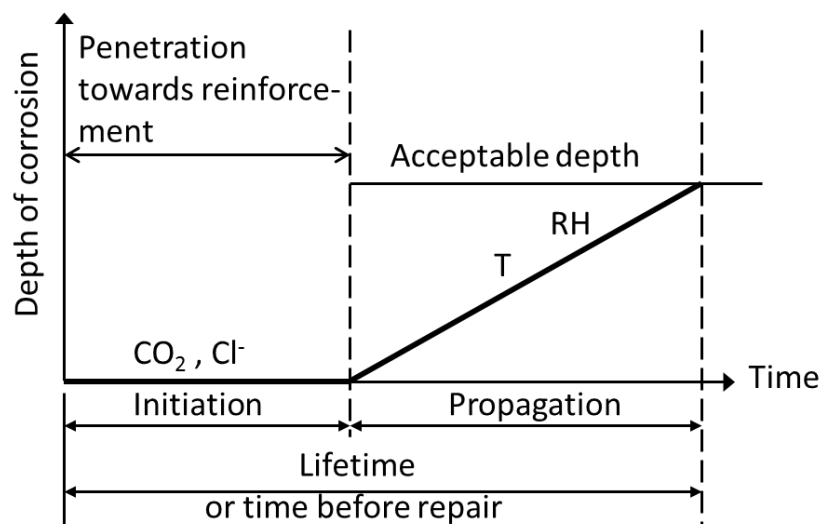 Penetration
towards reinforce-
ment
Depth of corrosion
Acceptable depth
RH
T
CO₂ , Cl⁻
Time
Initiation
Propagation
Lifetime
or time before repair